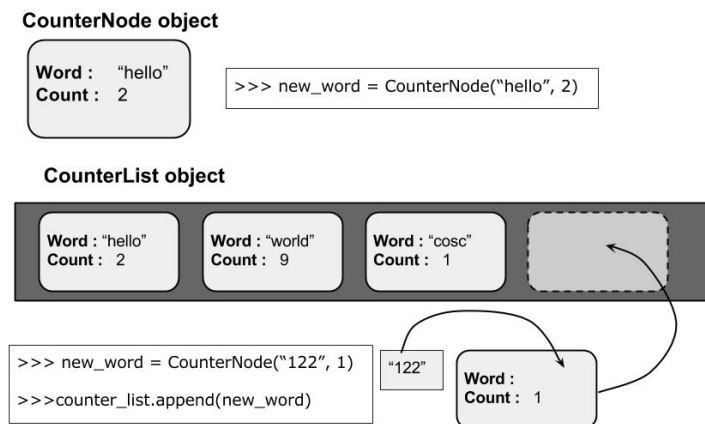 CounterNode object
Word : “hello”
Count : 2
>>> new_word = CounterNode(“hello”, 2)
CounterList object
Word : “hello”
Count : 2
Word : “world”
Count : 9
Word : “cosc”
Count : 1
>>> new_word = CounterNode(“122”, 1)
>>>counter_list.append(new_word)
“122”
Word :
Count : 1